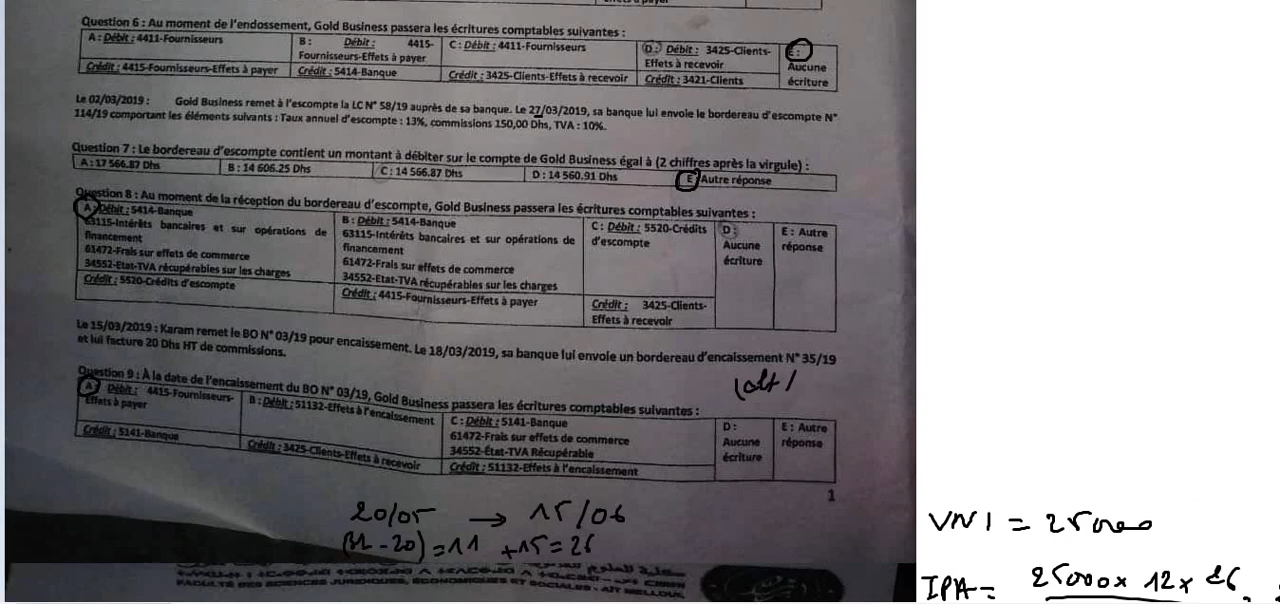 Question 6 : Au moment de l'endossement, Gold Business passera les écritures comptables suivantes :
A : Débit : 4411-Fournisseurs
Crédit : 4415-Fournisseurs-Effets à payer
B : Débit : 4415-
Fournisseurs-Effets à payer
Crédit : 5414-Banque
C : Débit : 4411-Fournisseurs
Crédit : 3425-Clients-Effets à recevoir
D : Débit : 3425-Clients-
Effets à recevoir
Crédit : 3421-Clients
E :
Aucune
écriture
Le 02/03/2019 : Gold Business remet à l'escompte la LC N° 58/19 auprès de sa banque. Le 27/03/2019, sa banque lui envoie le bordereau d'escompte N°
114/19 comportant les éléments suivants : Taux annuel d'escompte : 13%, commissions 150,00 Dhs, TVA : 10%.
Question 7 : Le bordereau d'escompte contient un montant à débiter sur le compte de Gold Business égal à (2 chiffres après la virgule) :
A : 17 566.87 Dhs
B : 14 606.25 Dhs
C : 14 566.87 Dhs
D : 14 560.91 Dhs
E Autre réponse
Question 8 : Au moment de la réception du bordereau d'escompte, Gold Business passera les écritures comptables suivantes :
A : Débit : 5414-Banque
63115-Intérêts bancaires et sur opérations de
financement
61472-Frais sur effets de commerce
34552-Etat-TVA récupérables sur les charges
Crédit : 5520-Crédits d'escompte
B : Débit : 5414-Banque
63115-Intérêts bancaires et sur opérations de
financement
61472-Frais sur effets de commerce
34552-Etat-TVA récupérables sur les charges
Crédit : 4415-Fournisseurs-Effets à payer
C : Débit : 5520-Crédits
d'escompte
Crédit : 3425-Clients-
Effets à recevoir
D :
Aucune
écriture
E : Autre
réponse
Le 15/03/2019 : Karam remet le BO N° 03/19 pour encaissement. Le 18/03/2019, sa banque lui envoie un bordereau d'encaissement N° 35/19
et lui facture 20 Dhs HT de commissions.
Question 9 : À la date de l'encaissement du BO N° 03/19, Gold Business passera les écritures comptables suivantes :
A : Débit : 4415-Fournisseurs-
Effets à payer
Crédit : 5141-Banque
B : Débit : 51132-Effets à l'encaissement
Crédit : 3425-Clients-Effets à recevoir
C : Débit : 5141-Banque
61472-Frais sur effets de commerce
34552-État-TVA Récupérable
Crédit : 51132-Effets à l'encaissement
D :
Aucune
écriture
E : Autre
réponse
1
20/05 → 15/06
(31 - 20) = 11 + 15 = 26
FACULTÉ DES SCIENCES JURIDIQUES, ÉCONOMIQUES ET SOCIALES - AIT MELLOUL
VN1 = 25000
IPA = 25000 x 12 x 26